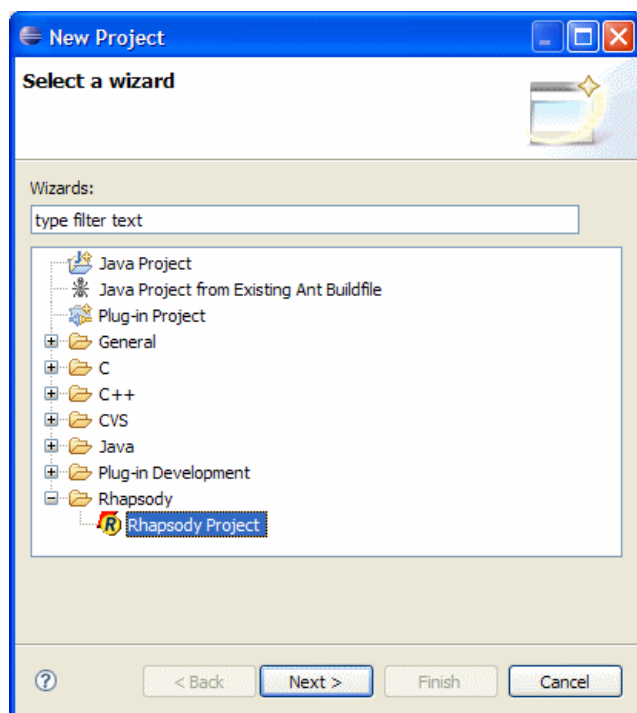 New Project
Select a wizard
Wizards:
type filter text
Java Project
Java Project from Existing Ant Buildfile
Plug-in Project
General
C
C++
CVS
Java
Plug-in Development
Rhapsody
R Rhapsody Project
? < Back Next > Finish Cancel